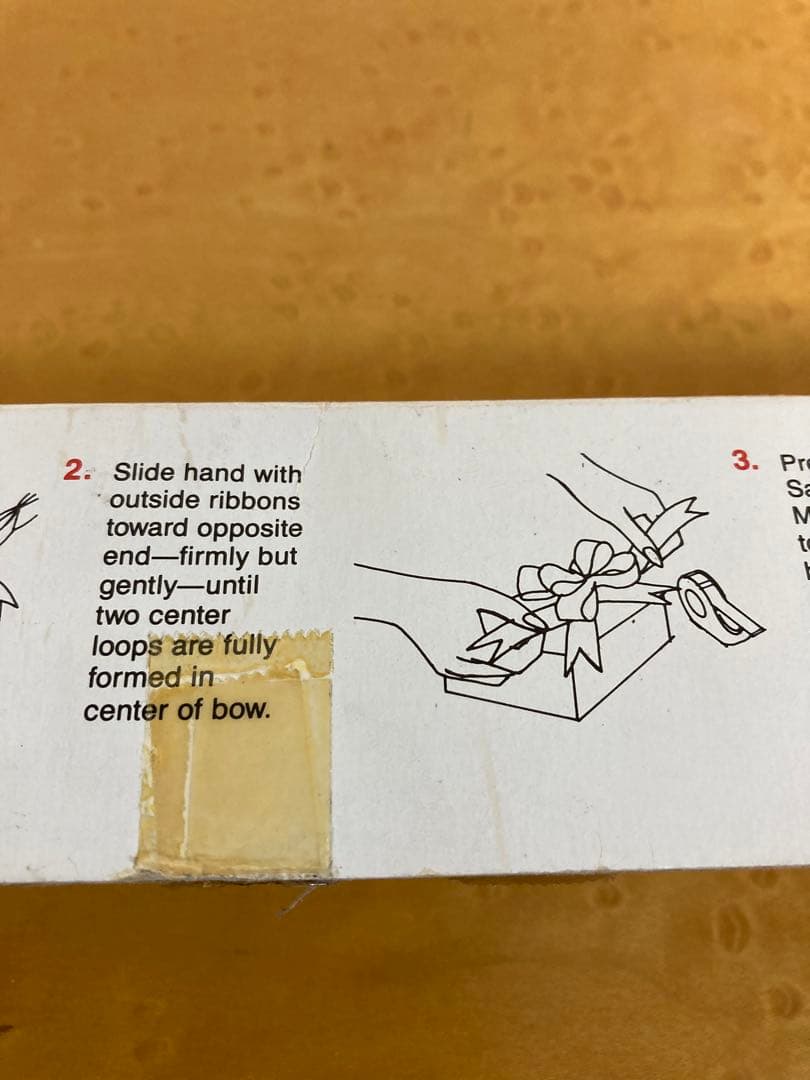 2. Slide hand with
outside ribbons
toward opposite
end—firmly but
gently—until
two center
loops are fully
formed in
center of bow.
3.